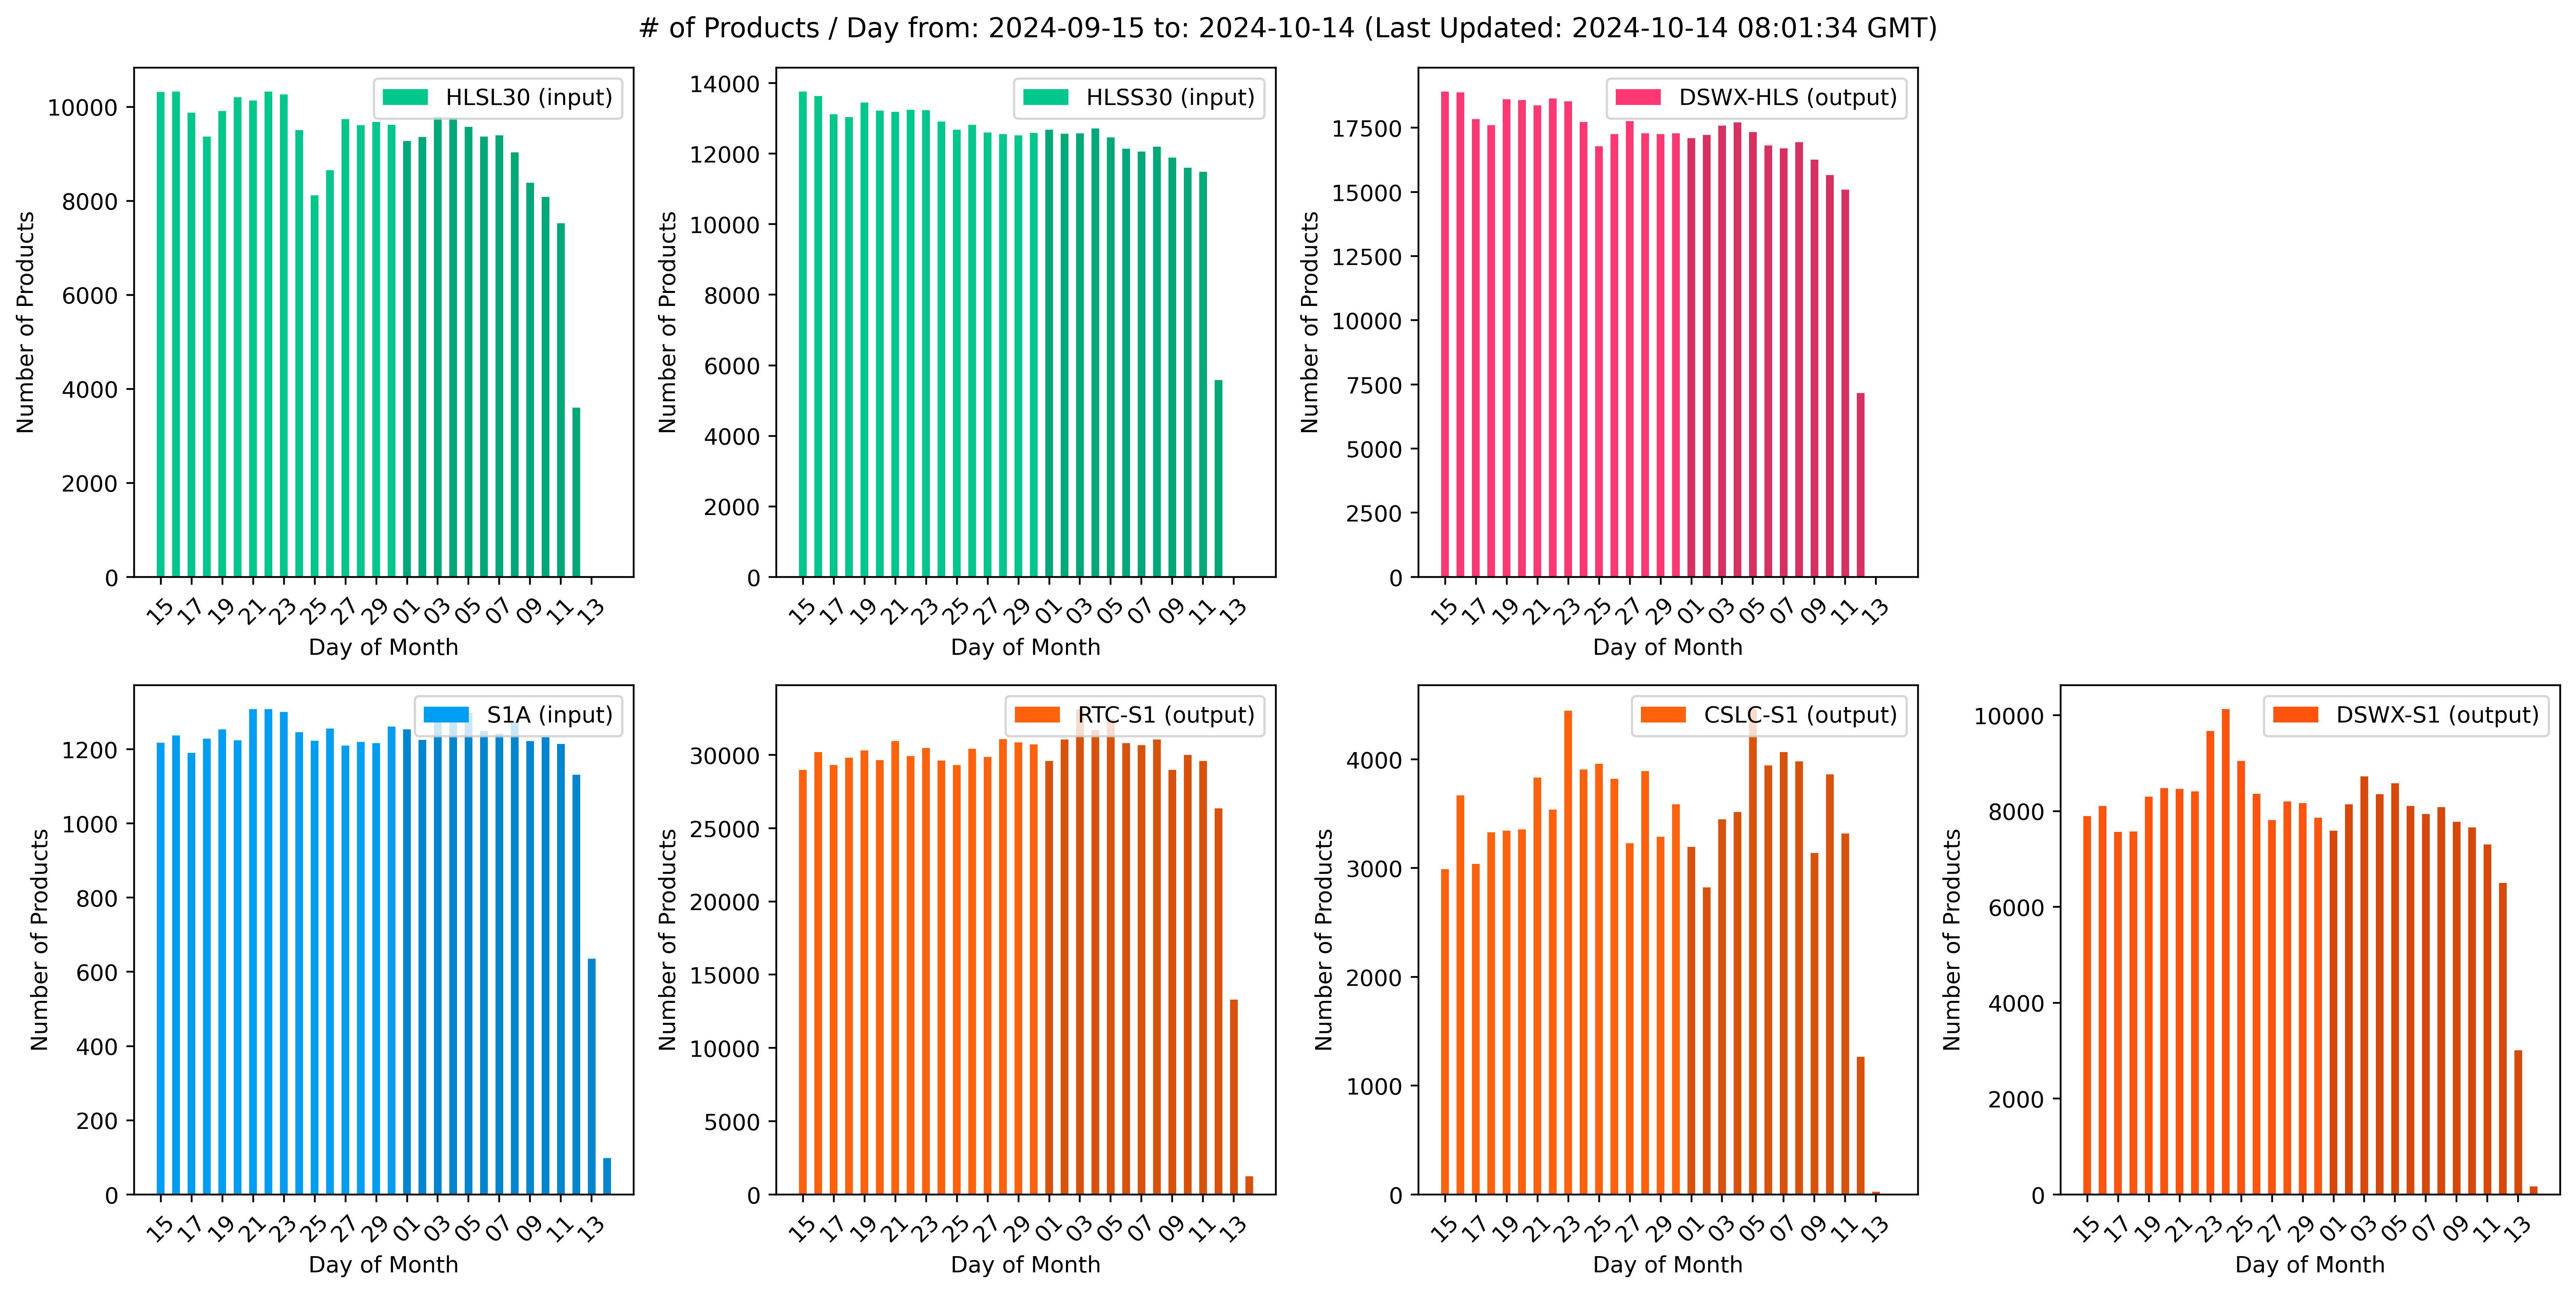 # of Products / Day from: 2024-09-15 to: 2024-10-14 (Last Updated: 2024-10-14 08:01:34 GMT)
HLSL30 (input)
Number of Products
10000
8000
6000
4000
2000
0
15 17 19 21 23 25 27 29 01 03 05 07 09 11 13
Day of Month
HLSS30 (input)
Number of Products
14000
12000
10000
8000
6000
4000
2000
0
15 17 19 21 23 25 27 29 01 03 05 07 09 11 13
Day of Month
DSWX-HLS (output)
Number of Products
17500
15000
12500
10000
7500
5000
2500
0
15 17 19 21 23 25 27 29 01 03 05 07 09 11 13
Day of Month
S1A (input)
Number of Products
1200
1000
800
600
400
200
0
15 17 19 21 23 25 27 29 01 03 05 07 09 11 13
Day of Month
RTC-S1 (output)
Number of Products
30000
25000
20000
15000
10000
5000
0
15 17 19 21 23 25 27 29 01 03 05 07 09 11 13
Day of Month
CSLC-S1 (output)
Number of Products
4000
3000
2000
1000
0
15 17 19 21 23 25 27 29 01 03 05 07 09 11 13
Day of Month
DSWX-S1 (output)
Number of Products
10000
8000
6000
4000
2000
0
15 17 19 21 23 25 27 29 01 03 05 07 09 11 13
Day of Month